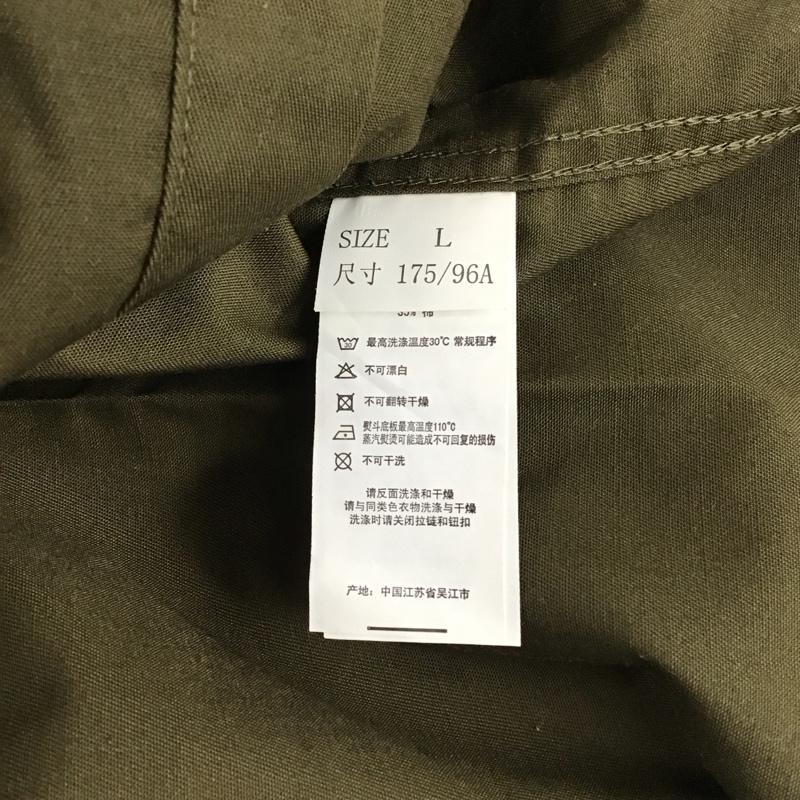 SIZE L
尺寸 175/96A
35% 棉
30
最高洗涤温度30℃ 常规程序
不可漂白
不可翻转干燥
熨斗底板最高温度110℃
蒸汽熨烫可能造成不可回复的损伤
不可干洗
请反面洗涤和干燥
请与同类色衣物洗涤与干燥
洗涤时请关闭拉链和钮扣
产地：中国江苏省吴江市